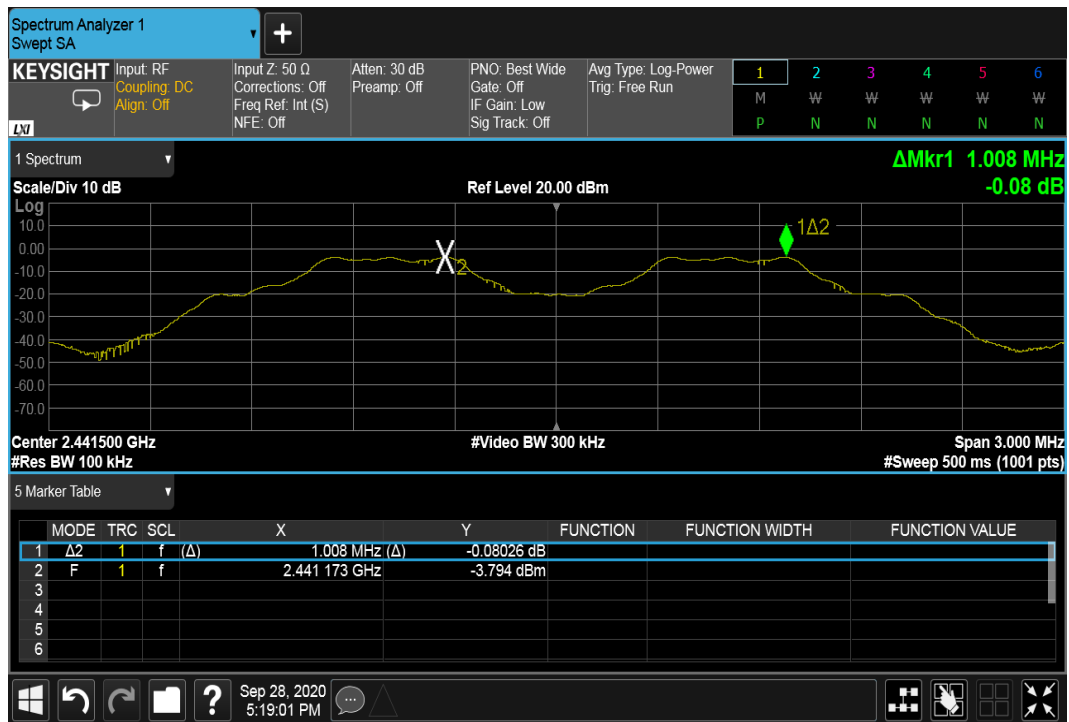 Spectrum Analyzer 1
Swept SA
+
KEYSIGHT
LXI
Input: RF
Coupling: DC
Align: Off
Input Z: 50 Ω
Corrections: Off
Freq Ref: Int (S)
NFE: Off
Atten: 30 dB
Preamp: Off
PNO: Best Wide
Gate: Off
IF Gain: Low
Sig Track: Off
Avg Type: Log-Power
Trig: Free Run
1 2 3 4 5 6
M W W W W W
P N N N N N
1 Spectrum
ΔMkr1 1.008 MHz
Scale/Div 10 dB Ref Level 20.00 dBm -0.08 dB
Log
10.0
0.00
-10.0
-20.0
-30.0
-40.0
-50.0
-60.0
-70.0
X2
1Δ2
Center 2.441500 GHz #Video BW 300 kHz Span 3.000 MHz
#Res BW 100 kHz #Sweep 500 ms (1001 pts)
5 Marker Table
MODE TRC SCL X Y FUNCTION FUNCTION WIDTH FUNCTION VALUE
1 Δ2 1 f (Δ) 1.008 MHz (Δ) -0.08026 dB
2 F 1 f 2.441 173 GHz -3.794 dBm
3
4
5
6
?
Sep 28, 2020
5:19:01 PM